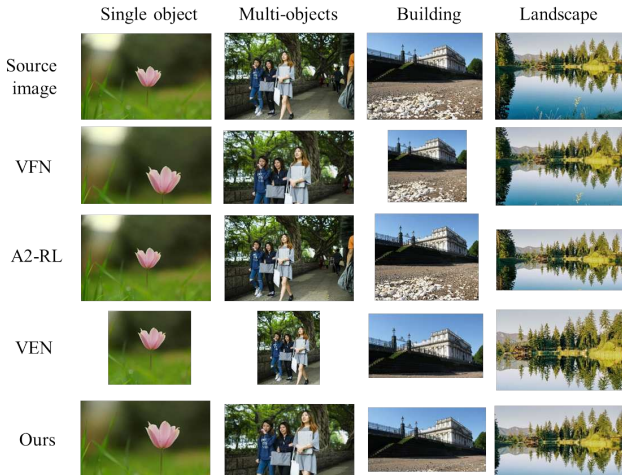 Single object Multi-objects Building Landscape
Source
image
VFN
A2-RL
VEN
Ours